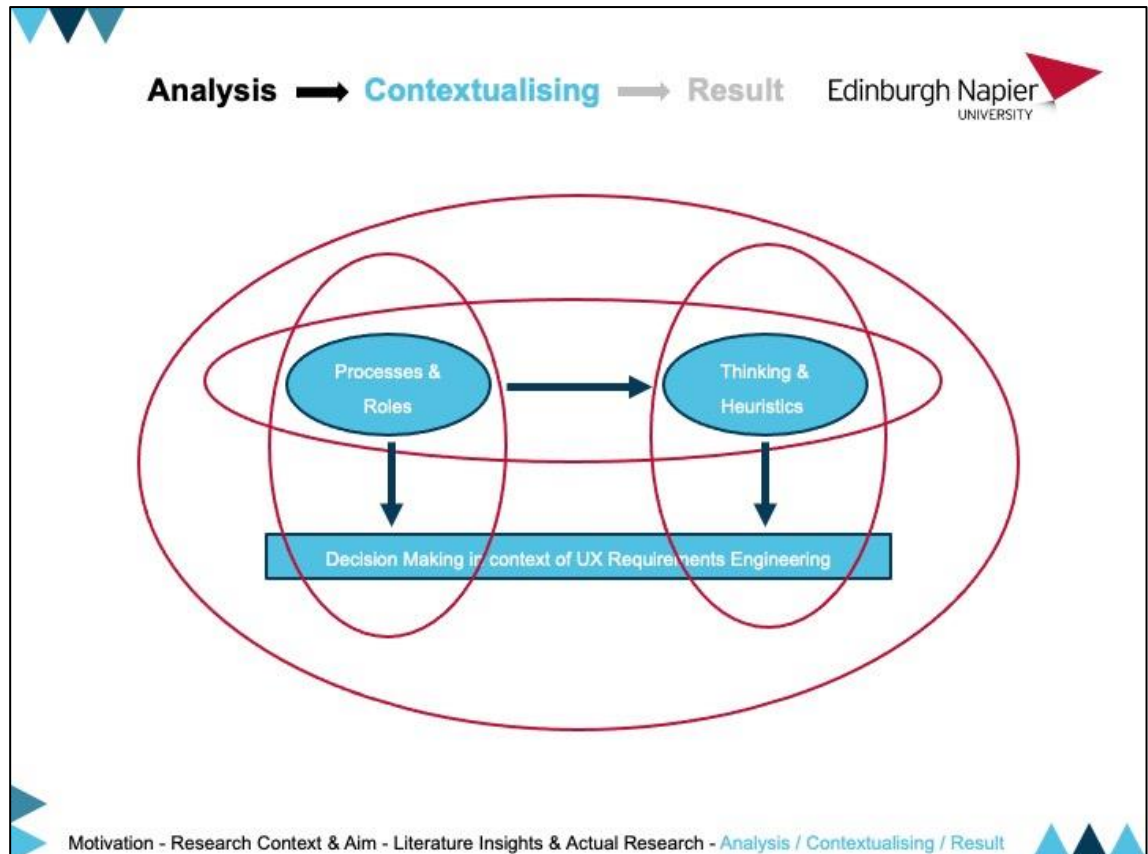 Analysis → Contextualising → Result
Edinburgh Napier
UNIVERSITY
Processes &
Roles
Thinking &
Heuristics
Decision Making in context of UX Requirements Engineering
Motivation - Research Context & Aim - Literature Insights & Actual Research - Analysis / Contextualising / Result